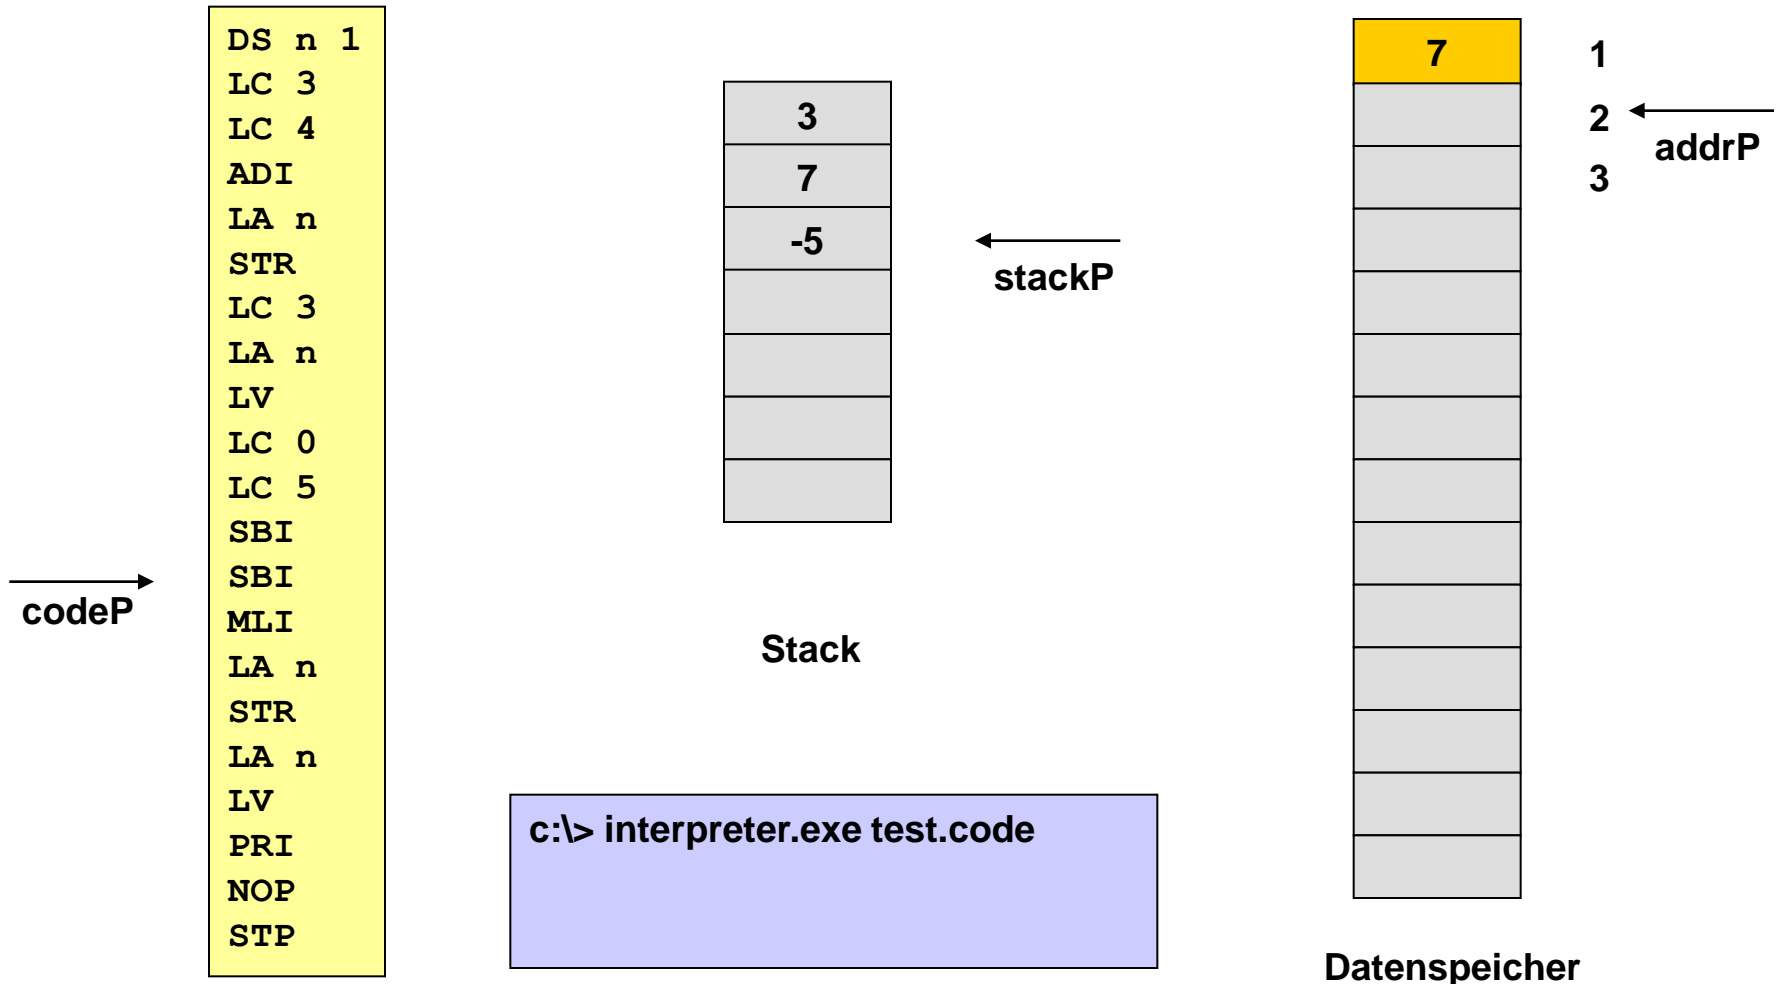 DS n 1
LC 3
LC 4
ADI
LA n
STR
LC 3
LA n
LV
LC 0
LC 5
SBI
SBI
MLI
LA n
STR
LA n
LV
PRI
NOP
STP
codeP
3
7
-5
stackP
Stack
c:\> interpreter.exe test.code
7
1
2
3
addrP
Datenspeicher